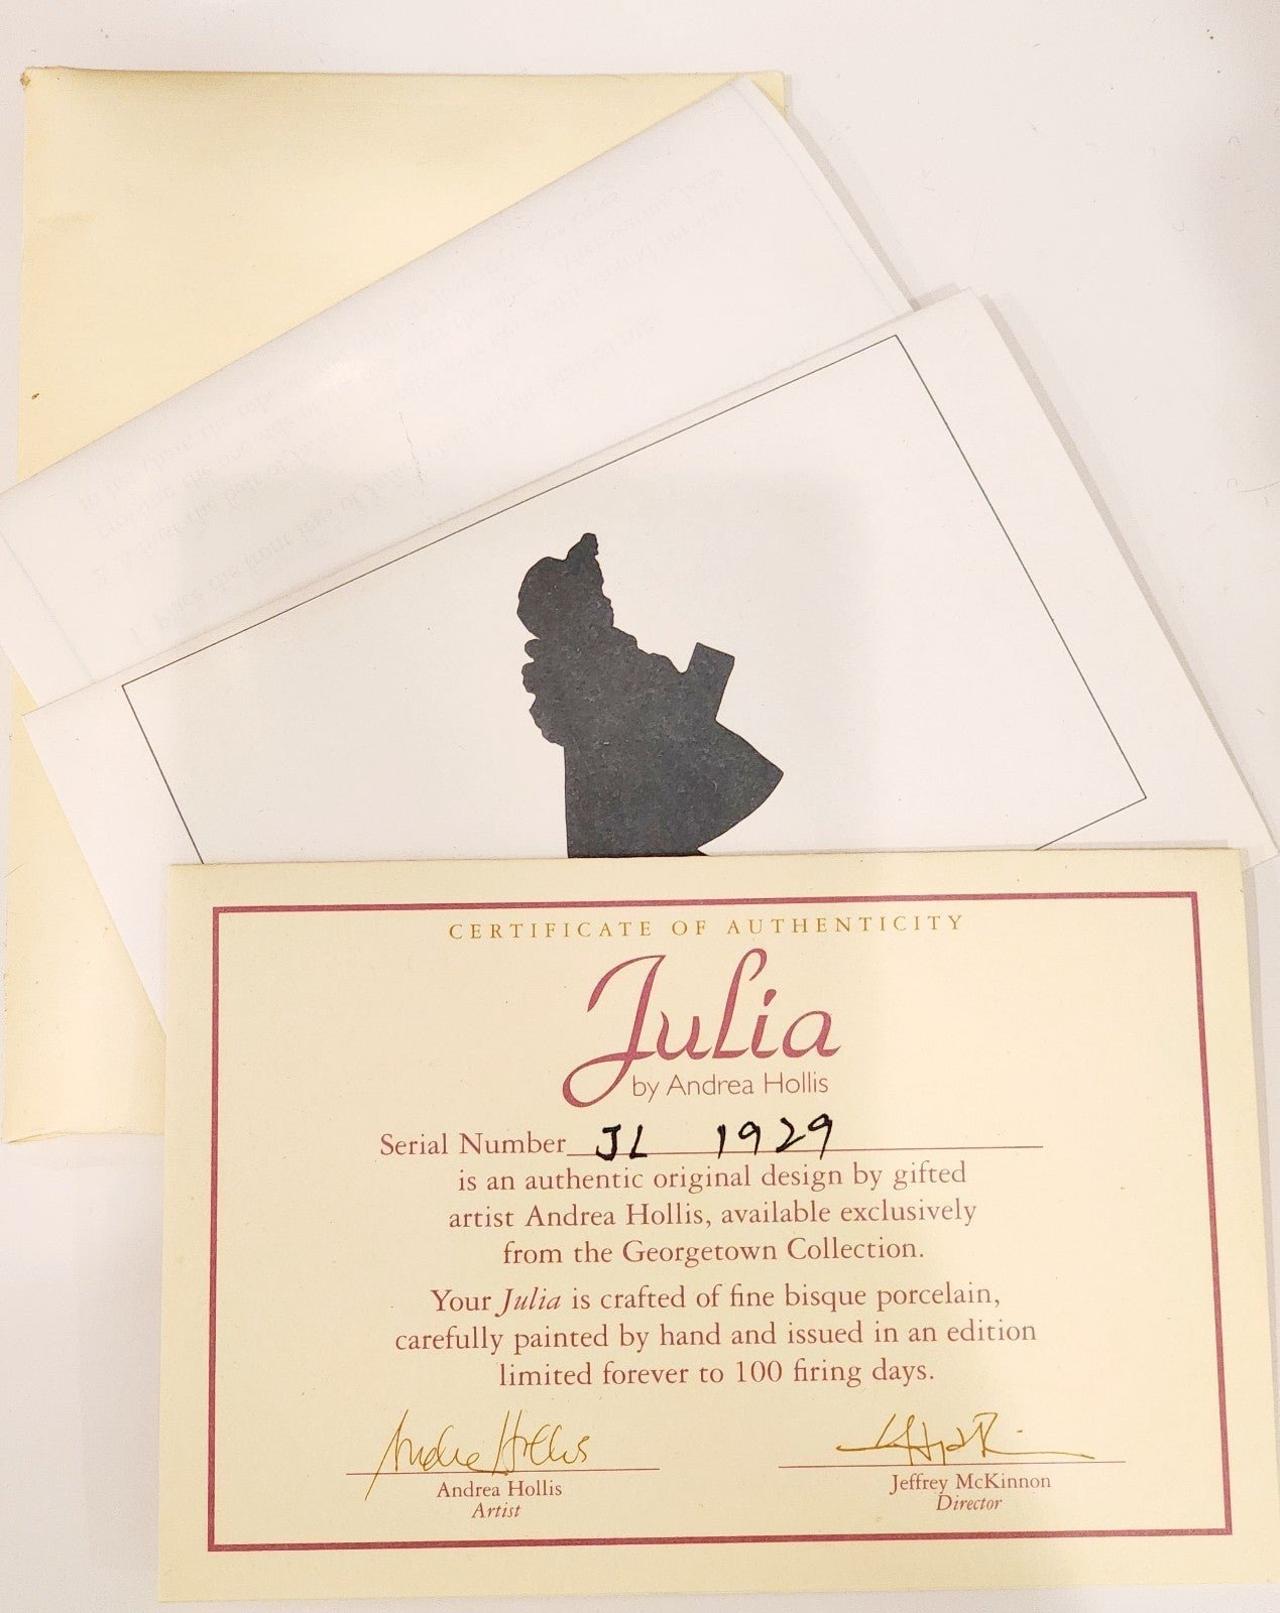 CERTIFICATE OF AUTHENTICITY
Julia
by Andrea Hollis
Serial Number JL 1929
is an authentic original design by gifted
artist Andrea Hollis, available exclusively
from the Georgetown Collection.
Your Julia is crafted of fine bisque porcelain,
carefully painted by hand and issued in an edition
limited forever to 100 firing days.
Andrea Hollis
Andrea Hollis
Artist
Jeffrey McKinnon
Director